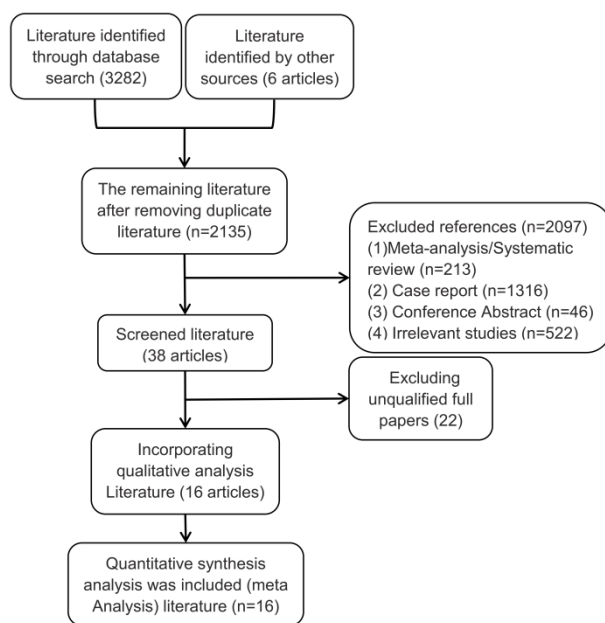 Literature identified
through database
search (3282)
Literature
identified by other
sources (6 articles)
The remaining literature
after removing duplicate
literature (n=2135)
Excluded references (n=2097)
(1)Meta-analysis/Systematic
review (n=213)
(2) Case report (n=1316)
(3) Conference Abstract (n=46)
(4) Irrelevant studies (n=522)
Screened literature
(38 articles)
Excluding
unqualified full
papers (22)
Incorporating
qualitative analysis
Literature (16 articles)
Quantitative synthesis
analysis was included (meta
Analysis) literature (n=16)